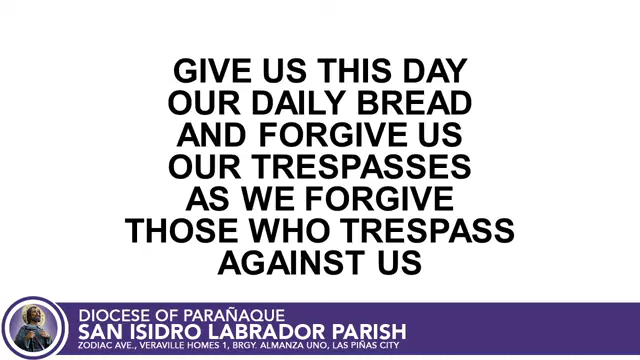 GIVE US THIS DAY
OUR DAILY BREAD
AND FORGIVE US
OUR TRESPASSES
AS WE FORGIVE
THOSE WHO TRESPASS
AGAINST US
DIOCESE OF PARAÑAQUE
SAN ISIDRO LABRADOR PARISH
ZODIAC AVE., VERAVILLE HOMES 1, BRGY. ALMANZA UNO, LAS PIÑAS CITY